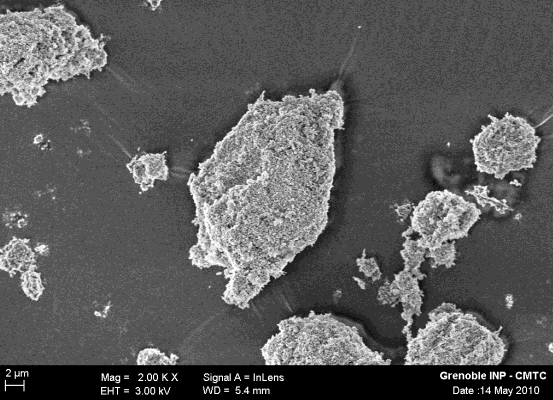 2 µm
Mag = 2.00 K X
EHT = 3.00 kV
Signal A = InLens
WD = 5.4 mm
Grenoble INP - CMTC
Date :14 May 2010